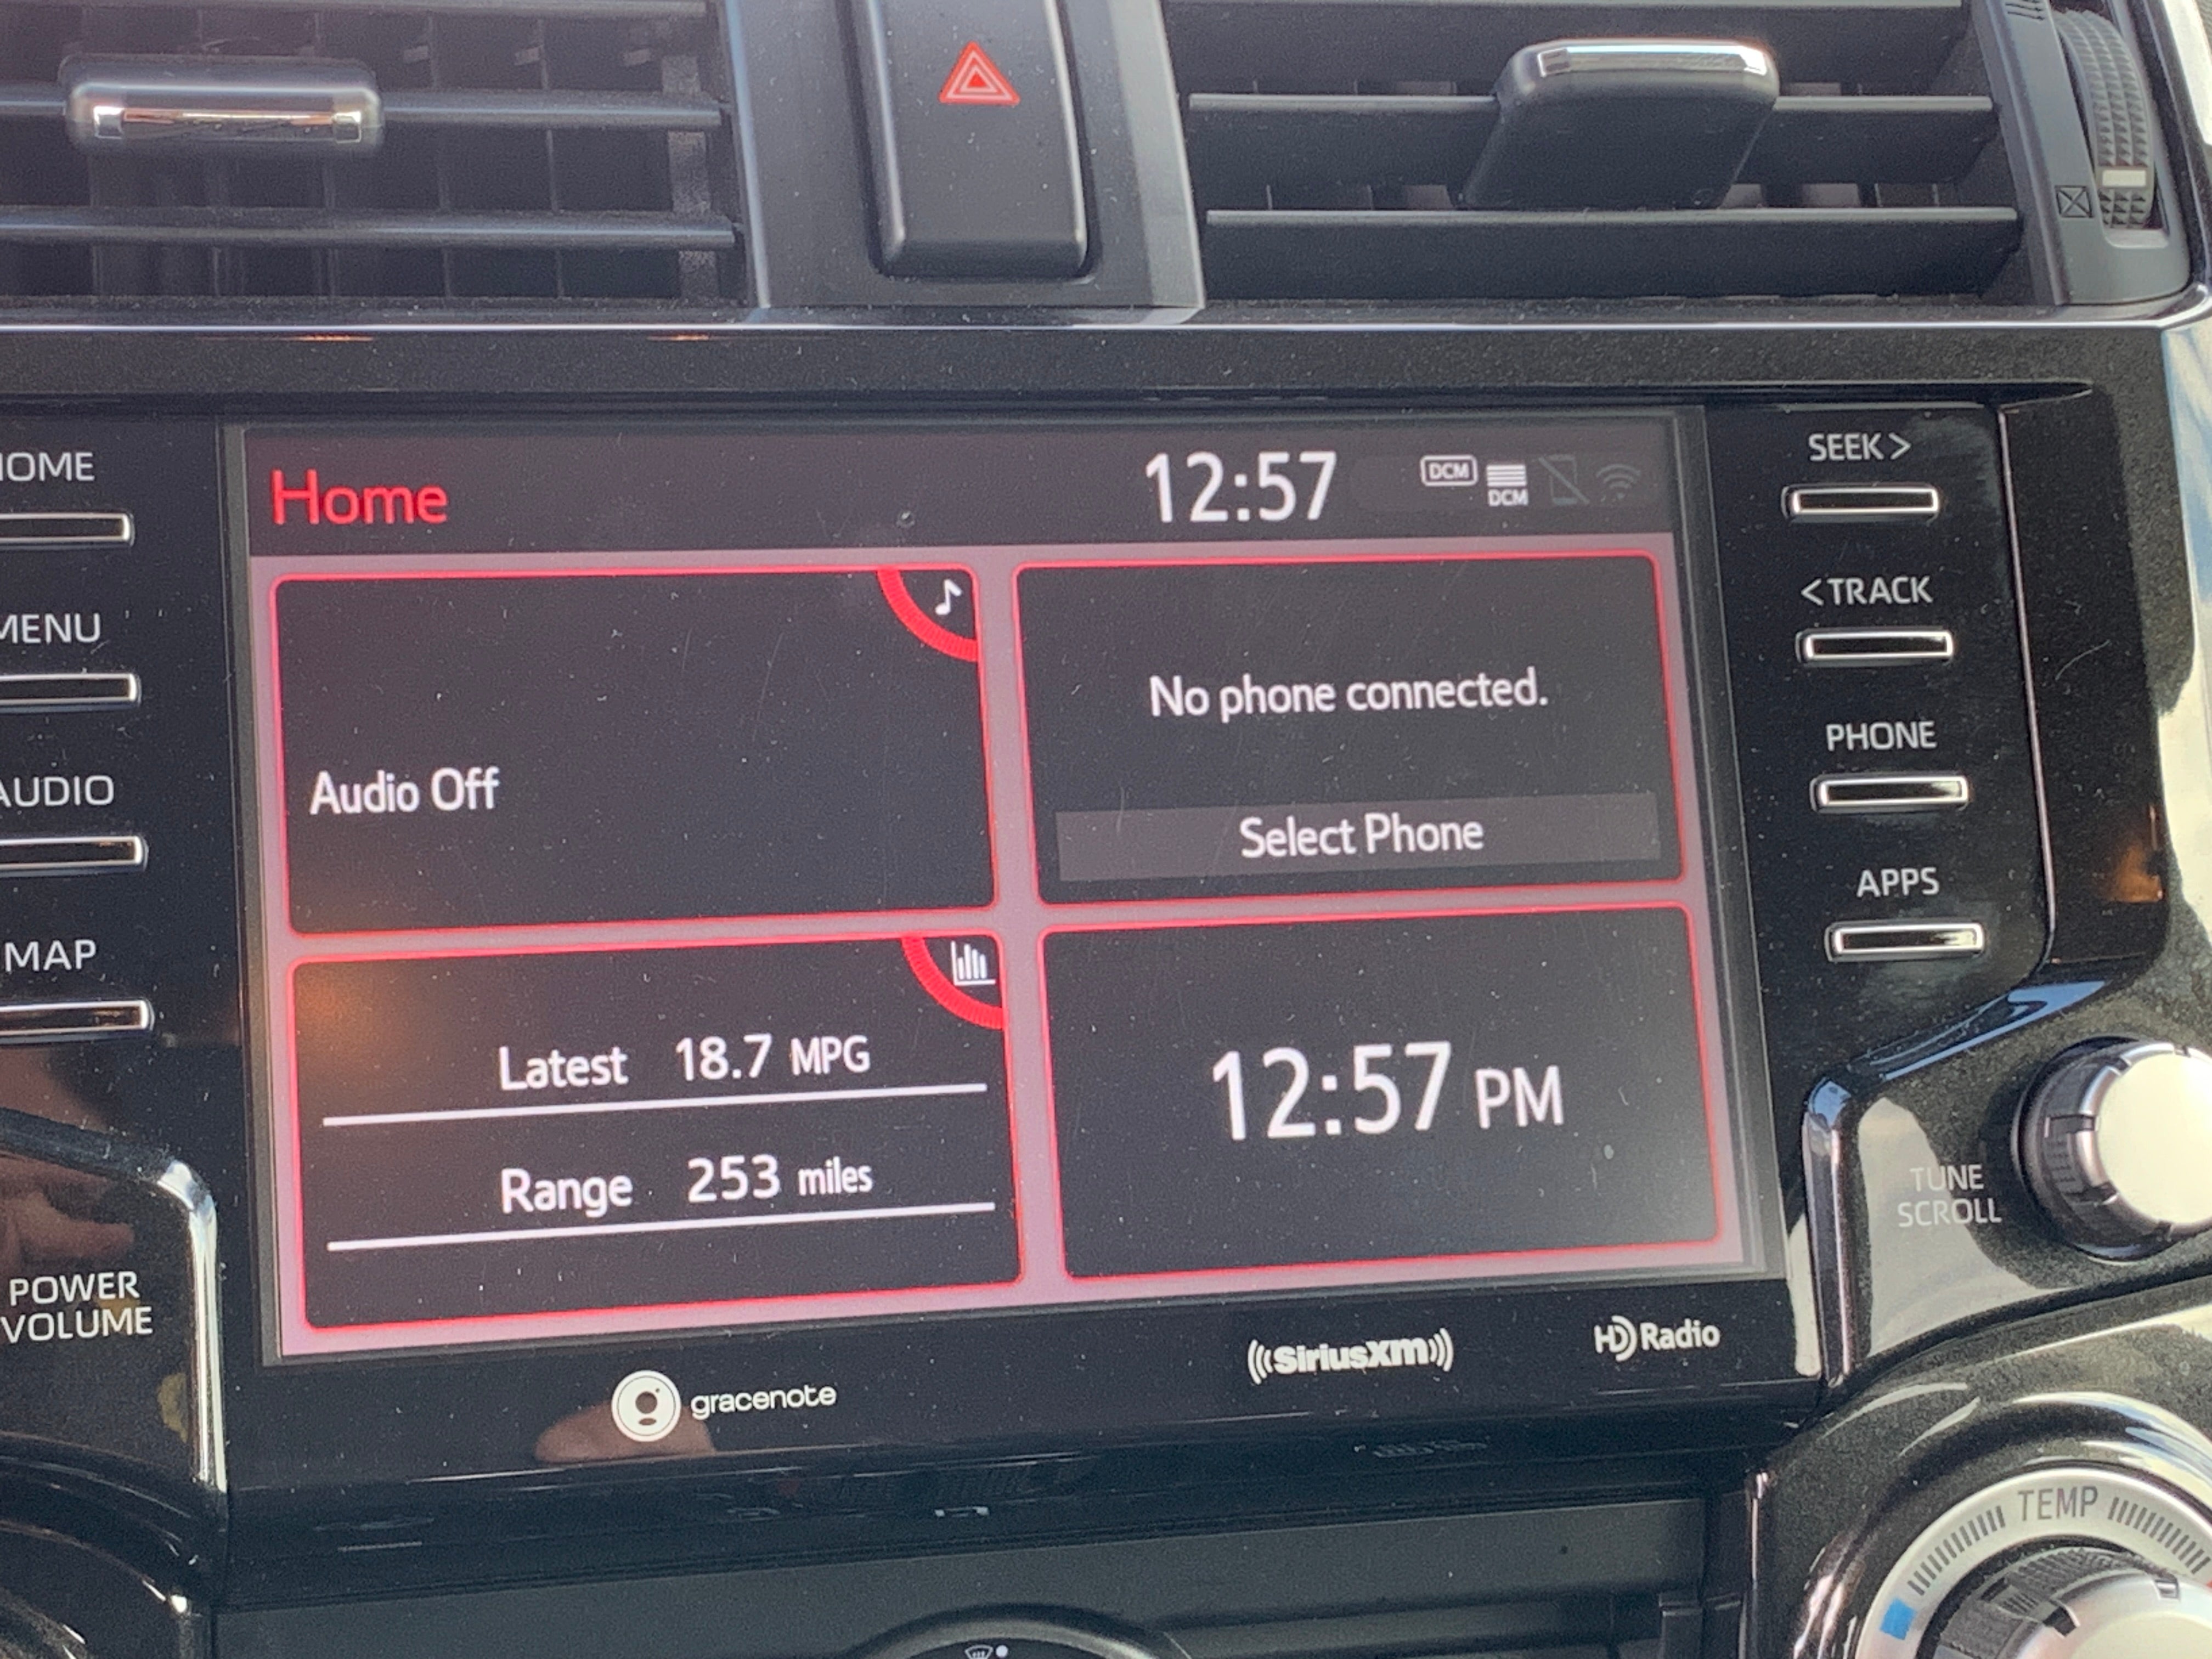 Home
12:57
DCM
DCM
SEEK >
MENU
< TRACK
No phone connected.
PHONE
AUDIO
Audio Off
Select Phone
APPS
MAP
Latest 18.7 MPG
12:57 PM
Range 253 miles
TUNE
SCROLL
POWER
VOLUME
gracenote
((SiriusXM))
HD Radio
TEMP